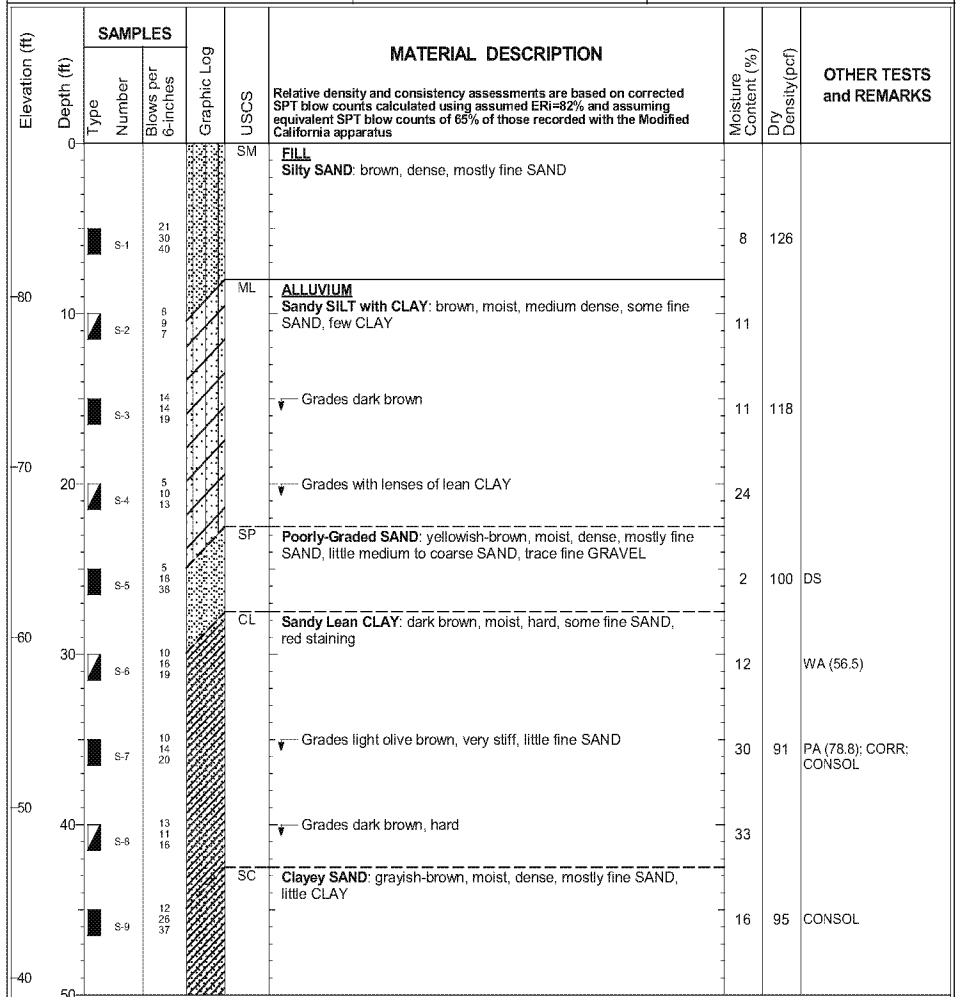 SAMPLES
Elevation (ft)
Depth (ft)
Type
Number
Blows per
6-inches
Graphic Log
USCS
MATERIAL DESCRIPTION
Relative density and consistency assessments are based on corrected
SPT blow counts calculated using assumed ERi=82% and assuming
equivalent SPT blow counts of 65% of those recorded with the Modified
California apparatus
Moisture
Content (%)
Dry
Density(pcf)
OTHER TESTS
and REMARKS
0
SM
FILL
Silty SAND: brown, dense, mostly fine SAND
S-1
21
30
40
8
126
ML
ALLUVIUM
Sandy SILT with CLAY: brown, moist, medium dense, some fine
SAND, few CLAY
80
10
S-2
9
7
11
S-3
14
14
19
Grades dark brown
11
118
70
20
S-4
5
10
13
Grades with lenses of lean CLAY
24
SP
Poorly-Graded SAND: yellowish-brown, moist, dense, mostly fine
SAND, little medium to coarse SAND, trace fine GRAVEL
S-5
5
18
38
2
100
DS
CL
Sandy Lean CLAY: dark brown, moist, hard, some fine SAND,
red staining
60
30
S-6
10
16
19
12
WA (56.5)
S-7
10
14
20
Grades light olive brown, very stiff, little fine SAND
30
91
PA (78.8); CORR;
CONSOL
50
40
S-8
13
11
16
Grades dark brown, hard
33
SC
Clayey SAND: grayish-brown, moist, dense, mostly fine SAND,
little CLAY
S-9
12
26
37
16
95
CONSOL
40
50